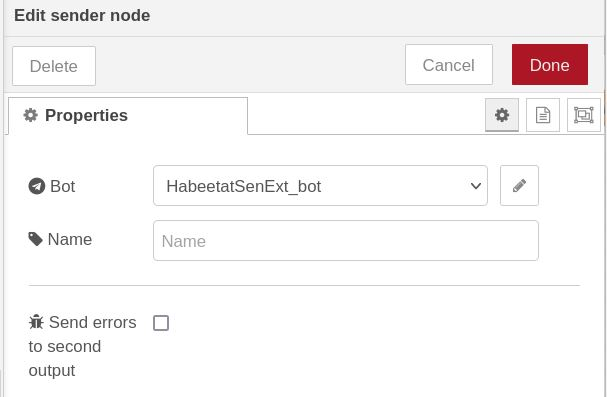 Edit sender node
Delete
Cancel
Done
Properties
Bot
HabeetatSenExt_bot
Name
Name
Send errors
to second
output